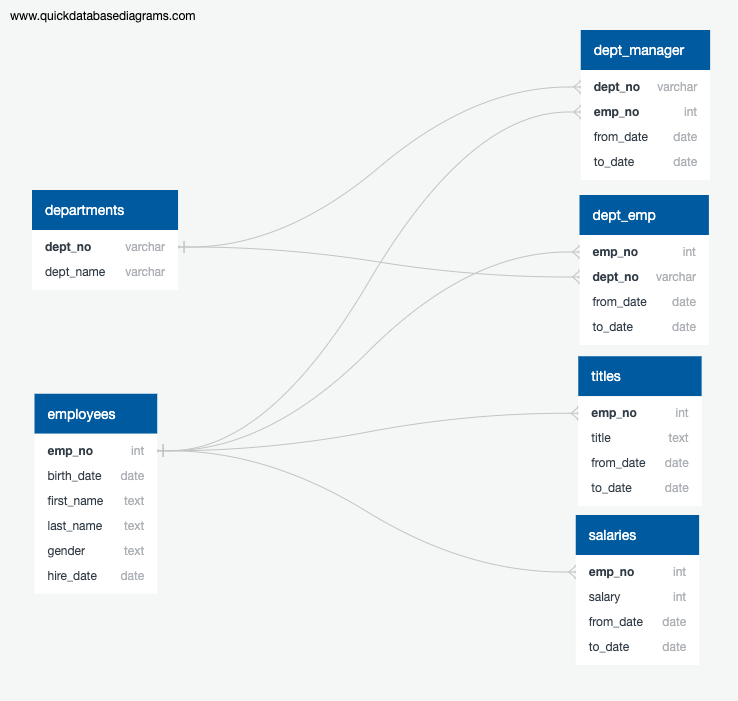 www.quickdatabasediagrams.com
dept_manager
dept_no varchar
emp_no int
from_date date
to_date date
departments
dept_no varchar
dept_name varchar
dept_emp
emp_no int
dept_no varchar
from_date date
to_date date
titles
emp_no int
title text
from_date date
to_date date
employees
emp_no int
birth_date date
first_name text
last_name text
gender text
hire_date date
salaries
emp_no int
salary int
from_date date
to_date date